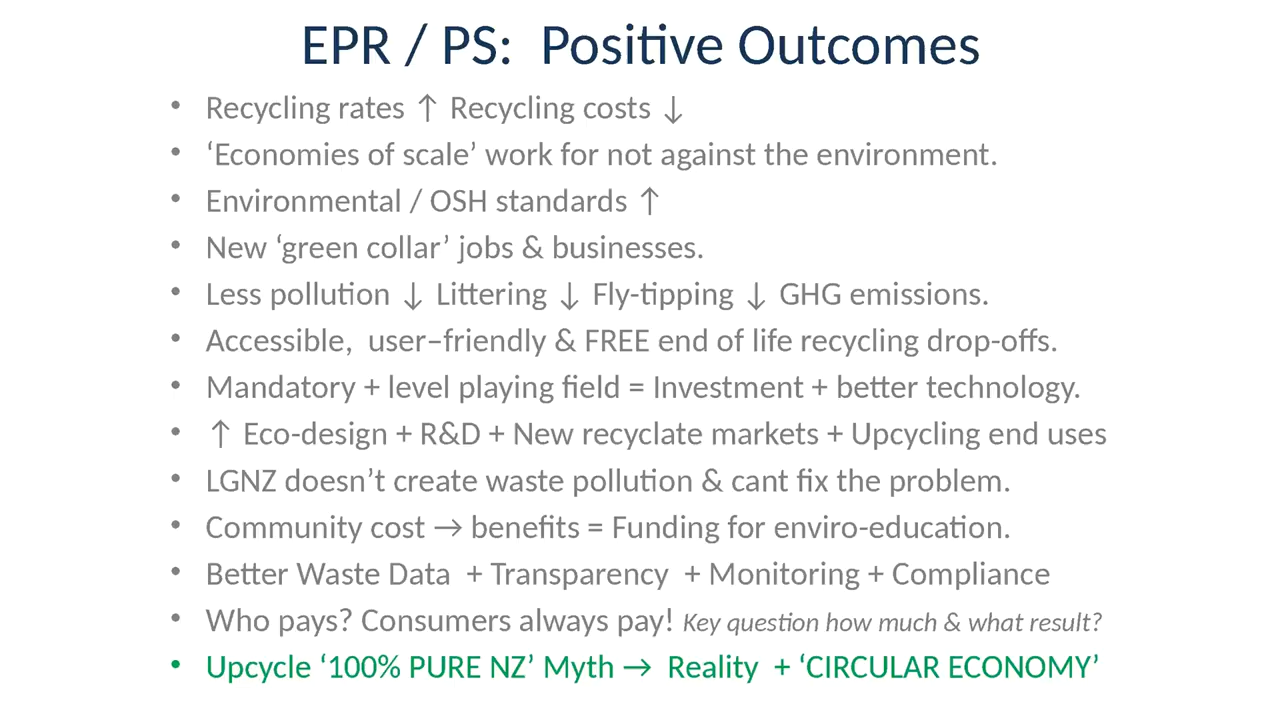 EPR / PS:  Positive Outcomes
• Recycling rates ↑ Recycling costs ↓
• ‘Economies of scale’ work for not against the environment.
• Environmental / OSH standards ↑
• New ‘green collar’ jobs & businesses.
• Less pollution ↓ Littering ↓ Fly-tipping ↓ GHG emissions.
• Accessible,  user–friendly & FREE end of life recycling drop-offs.
• Mandatory + level playing field = Investment + better technology.
• ↑ Eco-design + R&D + New recyclate markets + Upcycling end uses
• LGNZ doesn’t create waste pollution & cant fix the problem.
• Community cost → benefits = Funding for enviro-education.
• Better Waste Data  + Transparency  + Monitoring + Compliance
• Who pays? Consumers always pay! Key question how much & what result?
• Upcycle ‘100% PURE NZ’ Myth →  Reality  + ‘CIRCULAR ECONOMY’